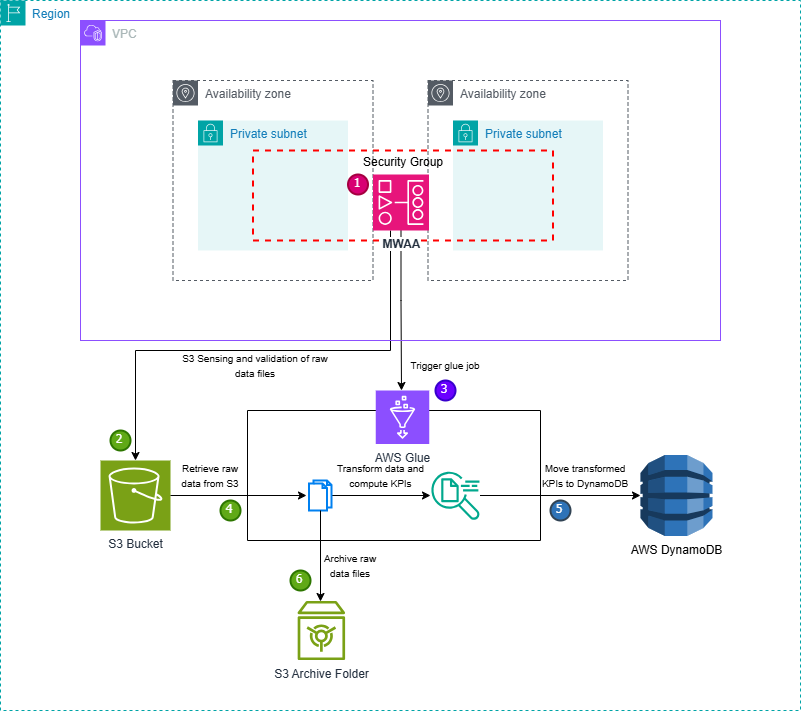 Region
VPC
Availability zone
Availability zone
Private subnet
Private subnet
Security Group
1
MWAA
S3 Sensing and validation of raw
data files
Trigger glue job
3
2
AWS Glue
Retrieve raw
data from S3
Transform data and
compute KPIs
Move transformed
KPIs to DynamoDB
4
5
S3 Bucket
AWS DynamoDB
Archive raw
data files
6
S3 Archive Folder